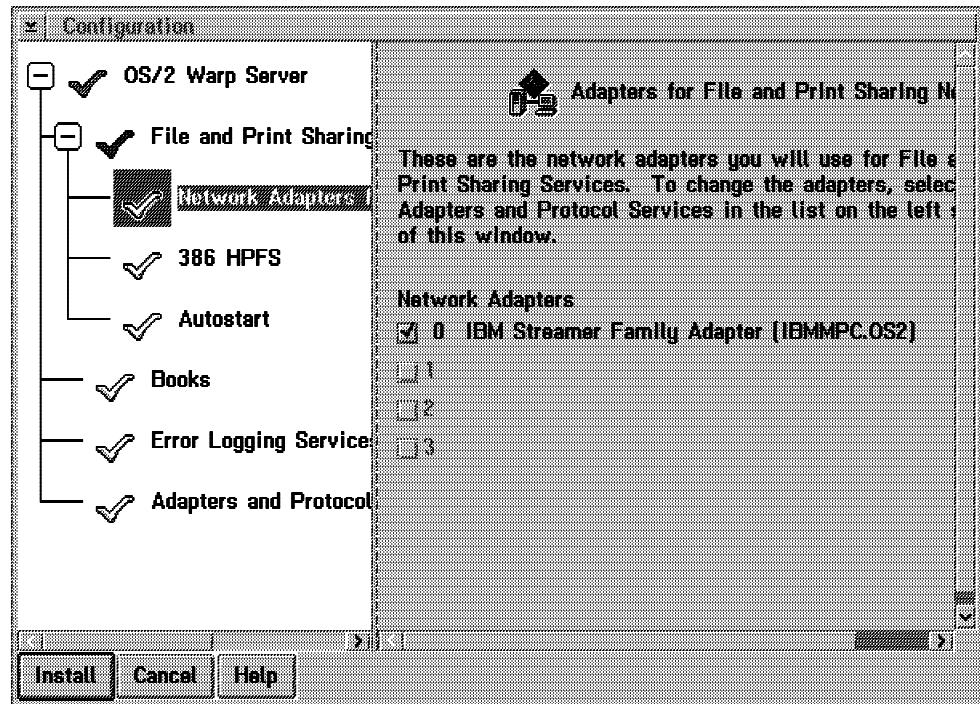 Configuration
OS/2 Warp Server
File and Print Sharing
Network Adapters f
386 HPFS
Autostart
Books
Error Logging Services
Adapters and Protocol
Adapters for File and Print Sharing Ne
These are the network adapters you will use for File a
Print Sharing Services. To change the adapters, selec
Adapters and Protocol Services in the list on the left s
of this window.
Network Adapters
0 IBM Streamer Family Adapter (IBMMPC.OS2)
1
2
3
Install Cancel Help